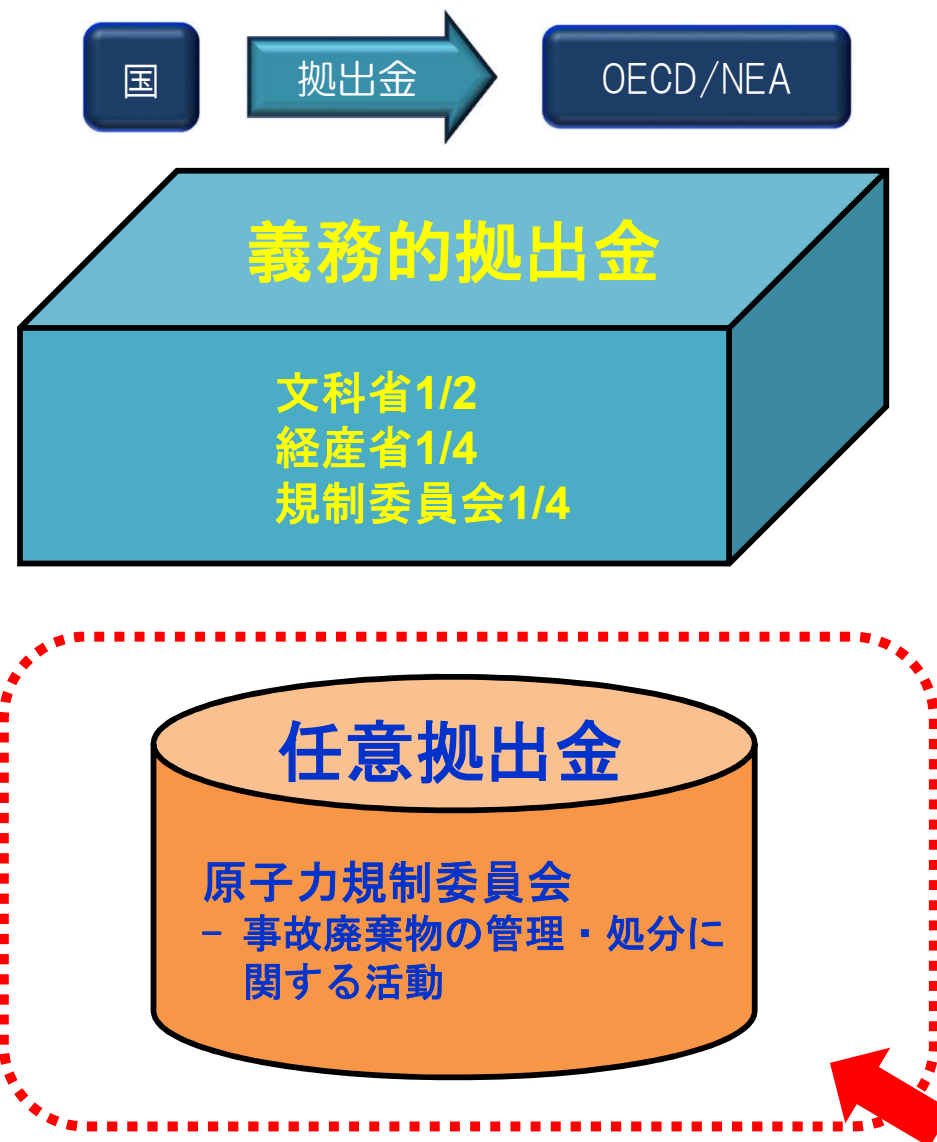 国
拠出金
OECD/NEA
義務的拠出金
文科省1/2
経産省1/4
規制委員会1/4
任意拠出金
原子力規制委員会
− 事故廃棄物の管理・処分に
関する活動